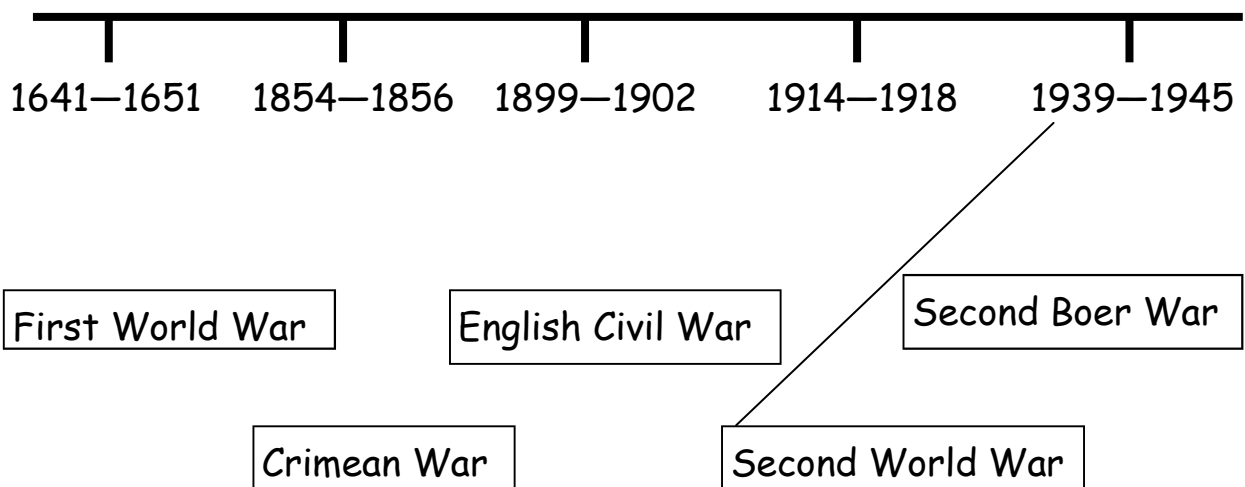 1641—1651 1854—1856 1899—1902 1914—1918 1939—1945
First World War English Civil War Second Boer War
Crimean War Second World War